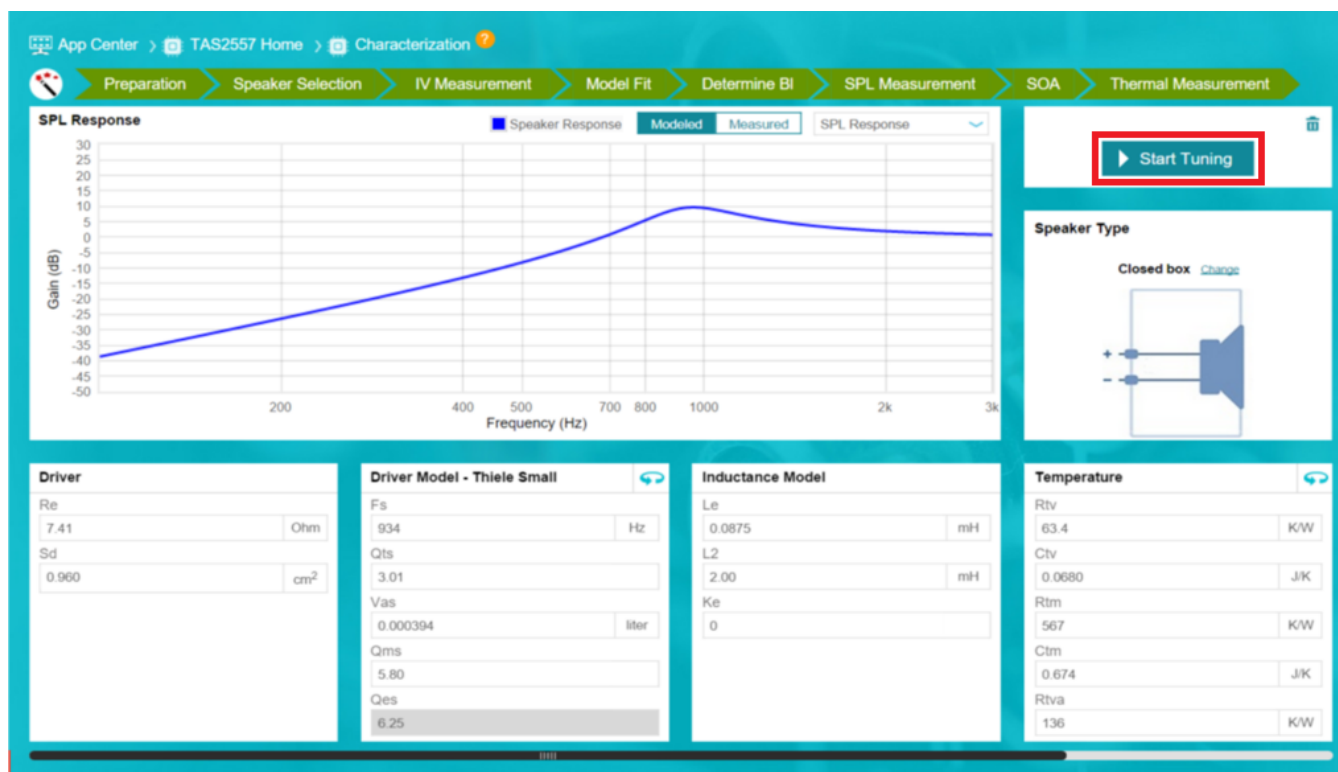 App Center > TAS2557 Home > Characterization ?
Preparation Speaker Selection IV Measurement Model Fit Determine Bl SPL Measurement SOA Thermal Measurement
SPL Response
Speaker Response Modeled Measured SPL Response
30
25
20
15
10
5
0
-5
-10
-15
-20
-25
-30
-35
-40
-45
-50
Gain (dB)
200 400 500 700 800 1000 2k 3k
Frequency (Hz)
Start Tuning
Speaker Type
Closed box Change
+
-
Driver
Re
7.41 Ohm
Sd
0.960 cm²
Driver Model - Thiele Small
Fs
934 Hz
Qts
3.01
Vas
0.000394 liter
Qms
5.80
Qes
6.25
Inductance Model
Le
0.0875 mH
L2
2.00 mH
Ke
0
Temperature
Rtv
63.4 K/W
Ctv
0.0680 J/K
Rtm
567 K/W
Ctm
0.674 J/K
Rtva
136 K/W